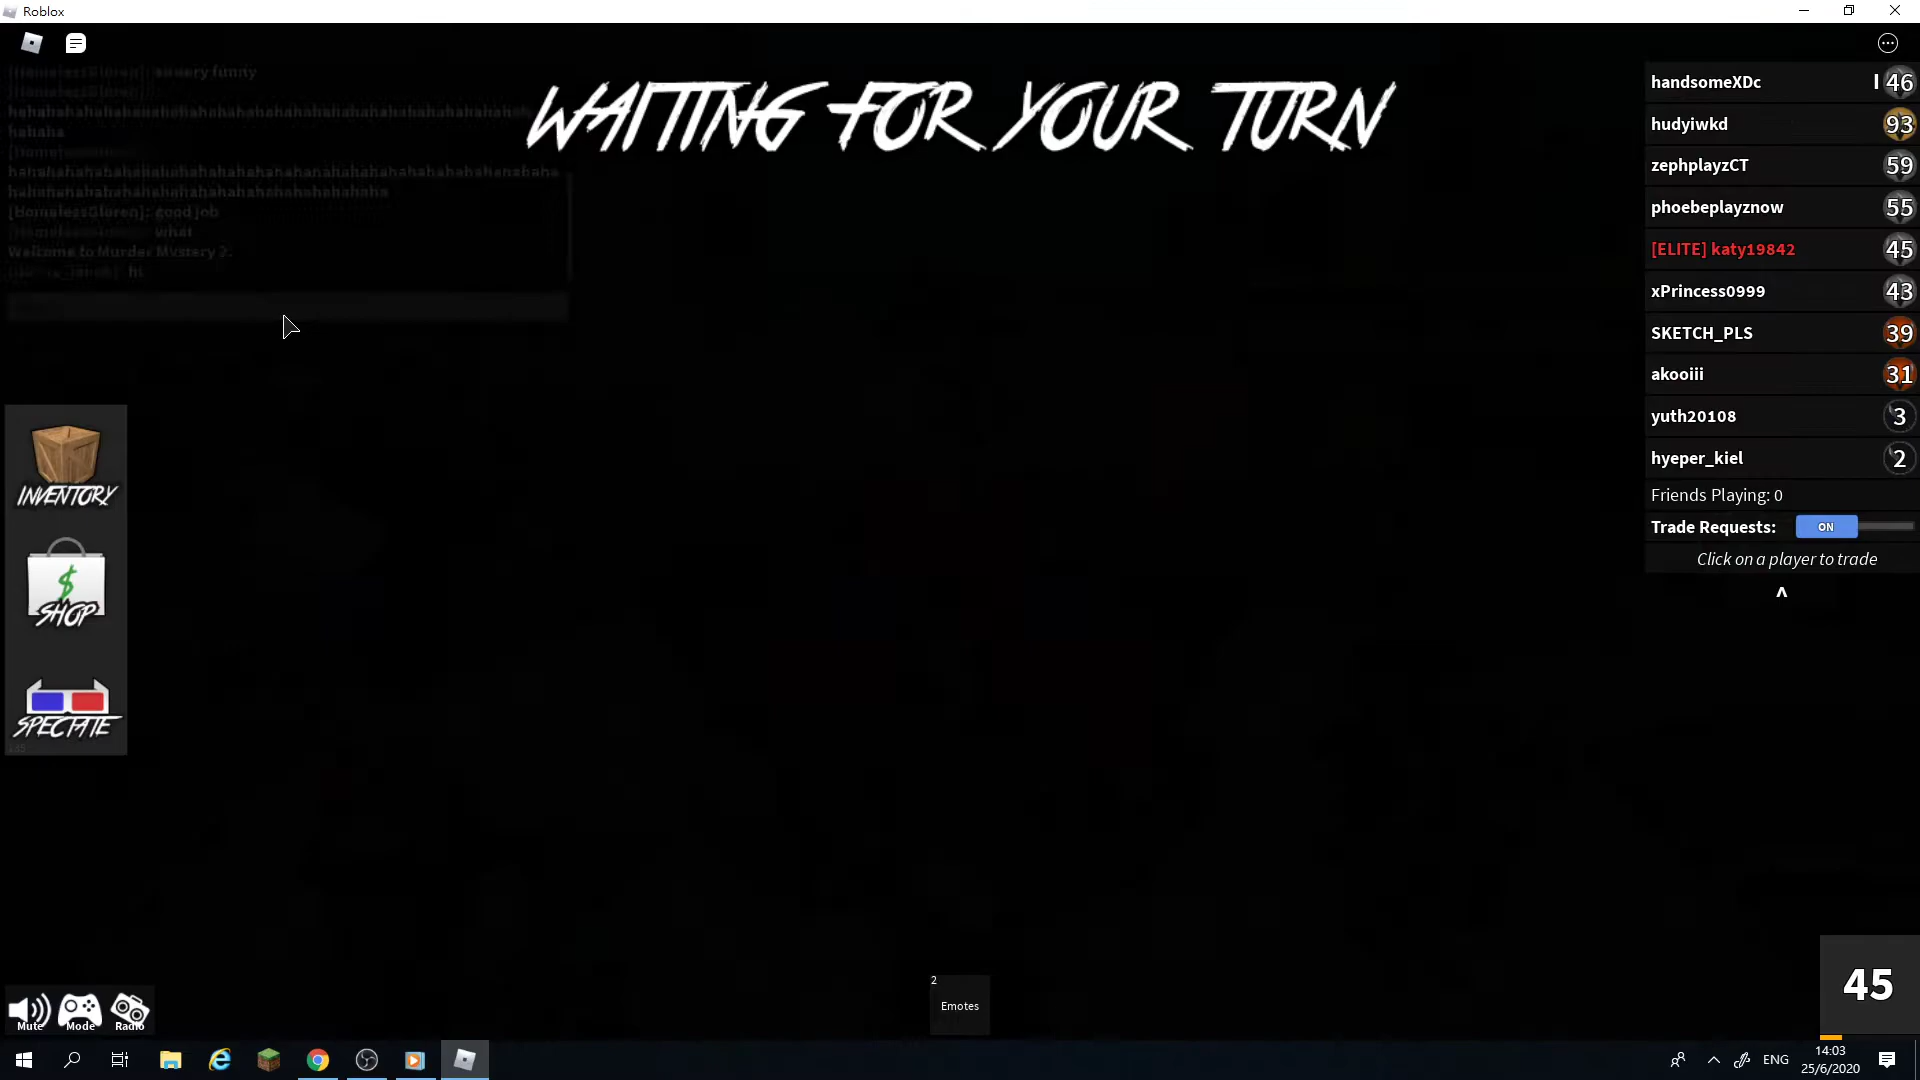 Roblox
WAITING FOR YOUR TURN
hahaha
[HomelessGluren]: good job
what
Welcome to Murder Mystery 2.
hi
handsomeXDc I 46
hudyiwkd 93
zephplayzCT 59
phoebeplayznow 55
[ELITE] katy19842 45
xPrincess0999 43
SKETCH_PLS 39
akooiii 31
yuth20108 3
hyeper_kiel 2
Friends Playing: 0
Trade Requests: ON
Click on a player to trade
INVENTORY
$
SHOP
SPECTATE
45
2
Emotes
Mute Mode Radio
ENG
14:03
25/6/2020